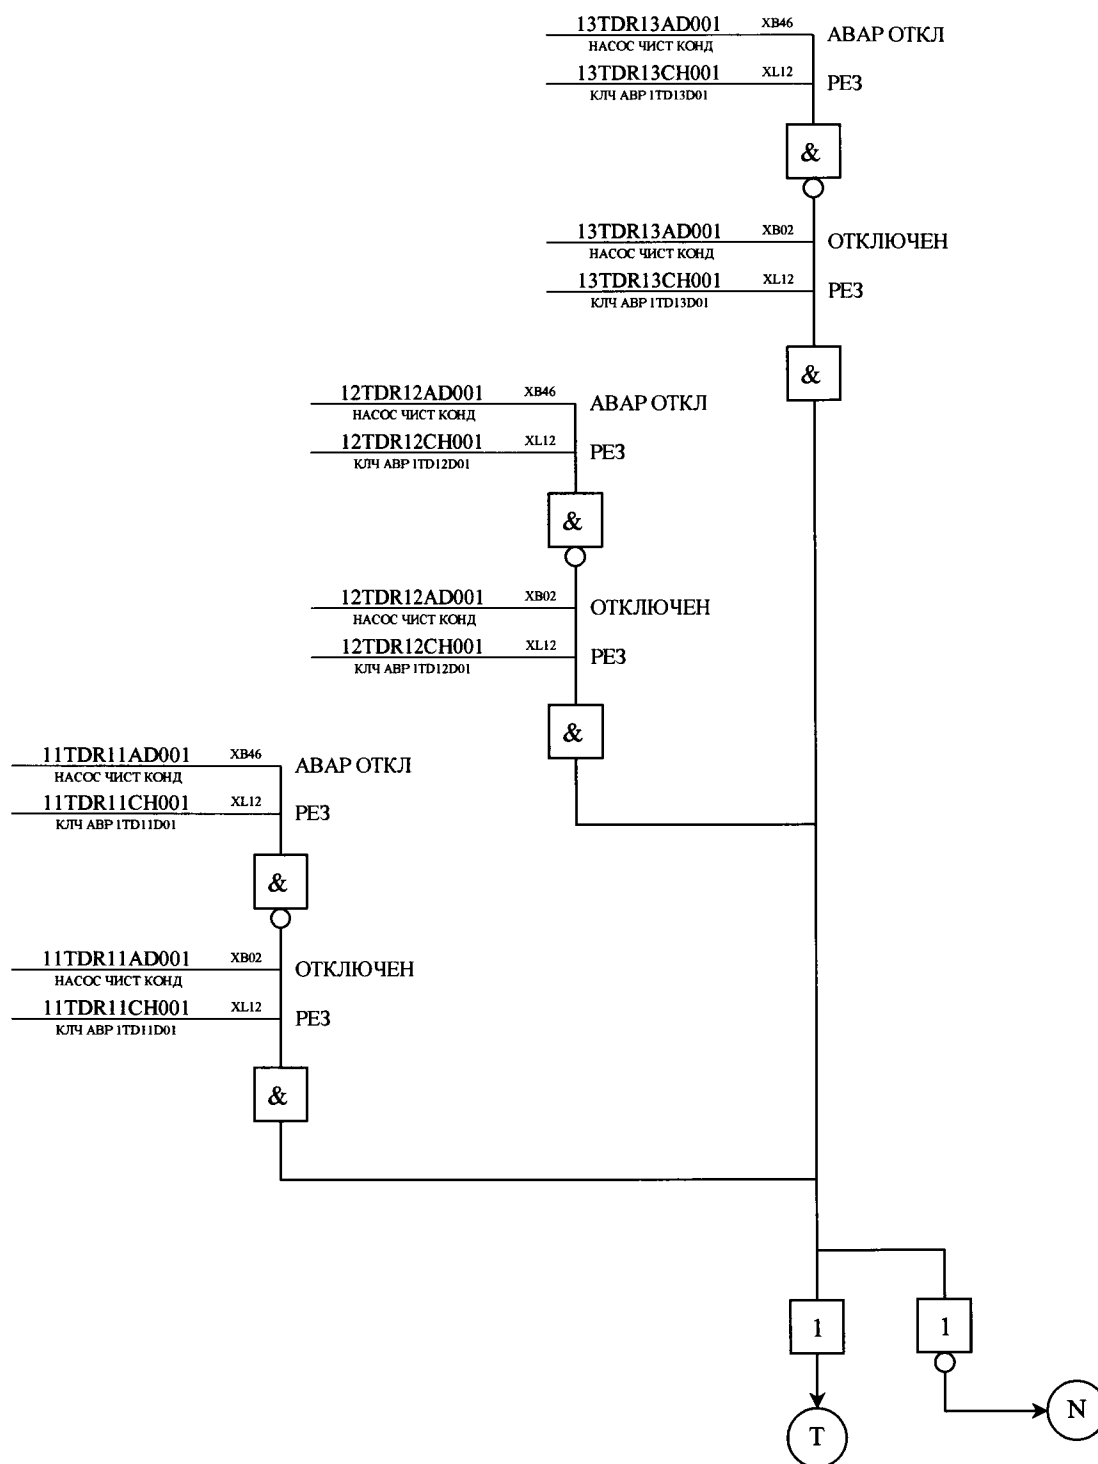 13TDR13AD001 XB46 АВАР ОТКЛ
НАСОС ЧИСТ КОНД
13TDR13CH001 XL12 РЕЗ
КЛЧ АВР 1TD13D01
&
13TDR13AD001 XB02 ОТКЛЮЧЕН
НАСОС ЧИСТ КОНД
13TDR13CH001 XL12 РЕЗ
КЛЧ АВР 1TD13D01
&
12TDR12AD001 XB46 АВАР ОТКЛ
НАСОС ЧИСТ КОНД
12TDR12CH001 XL12 РЕЗ
КЛЧ АВР 1TD12D01
&
12TDR12AD001 XB02 ОТКЛЮЧЕН
НАСОС ЧИСТ КОНД
12TDR12CH001 XL12 РЕЗ
КЛЧ АВР 1TD12D01
&
11TDR11AD001 XB46 АВАР ОТКЛ
НАСОС ЧИСТ КОНД
11TDR11CH001 XL12 РЕЗ
КЛЧ АВР 1TD11D01
&
11TDR11AD001 XB02 ОТКЛЮЧЕН
НАСОС ЧИСТ КОНД
11TDR11CH001 XL12 РЕЗ
КЛЧ АВР 1TD11D01
&
1 1
N
T